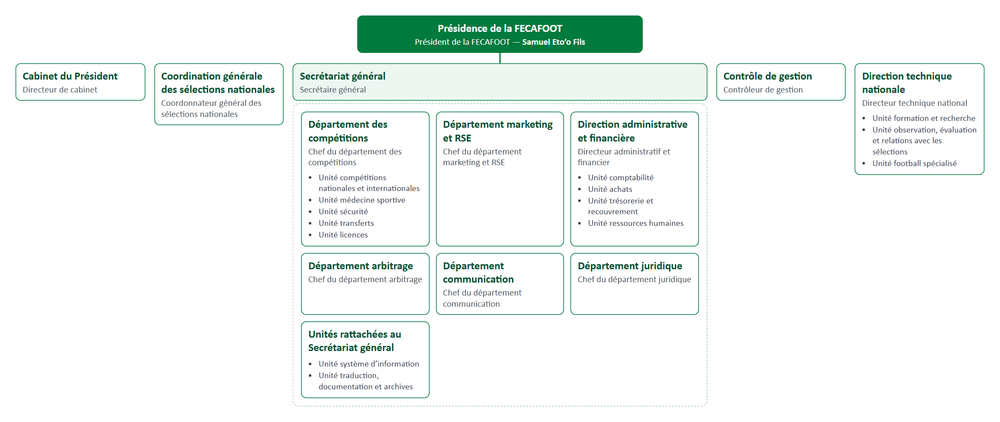 Présidence de la FECAFOOT
Président de la FECAFOOT — Samuel Eto’o Fils
Cabinet du Président
Directeur de cabinet
Coordination générale
des sélections nationales
Coordonnateur général des
sélections nationales
Secrétariat général
Secrétaire général
Contrôle de gestion
Contrôleur de gestion
Direction technique
nationale
Directeur technique national
• Unité formation et recherche
• Unité observation, évaluation
et relations avec les
sélections
• Unité football spécialisé
Département des
compétitions
Chef du département des
compétitions
• Unité compétitions
nationales et internationales
• Unité médecine sportive
• Unité sécurité
• Unité transferts
• Unité licences
Département marketing
et RSE
Chef du département
marketing et RSE
Direction administrative
et financière
Directeur administratif et
financier
• Unité comptabilité
• Unité achats
• Unité trésorerie et
recouvrement
• Unité ressources humaines
Département arbitrage
Chef du département arbitrage
Département
communication
Chef du département
communication
Département juridique
Chef du département juridique
Unités rattachées au
Secrétariat général
• Unité système d’information
• Unité traduction,
documentation et archives